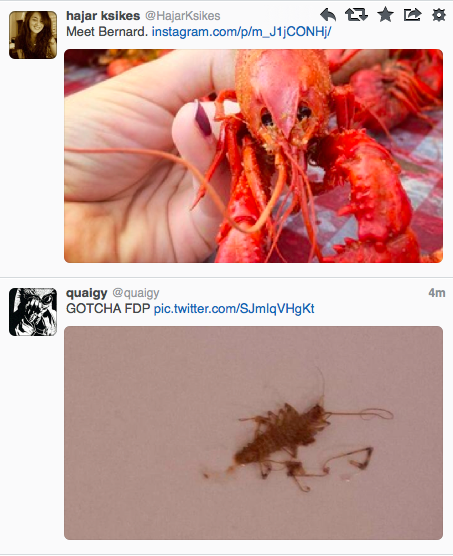 hajar ksikes @HajarKsikes
Meet Bernard. instagram.com/p/m_J1jCONHj/
quaigy @quaigy 4m
GOTCHA FDP pic.twitter.com/SJmIqVHgKt